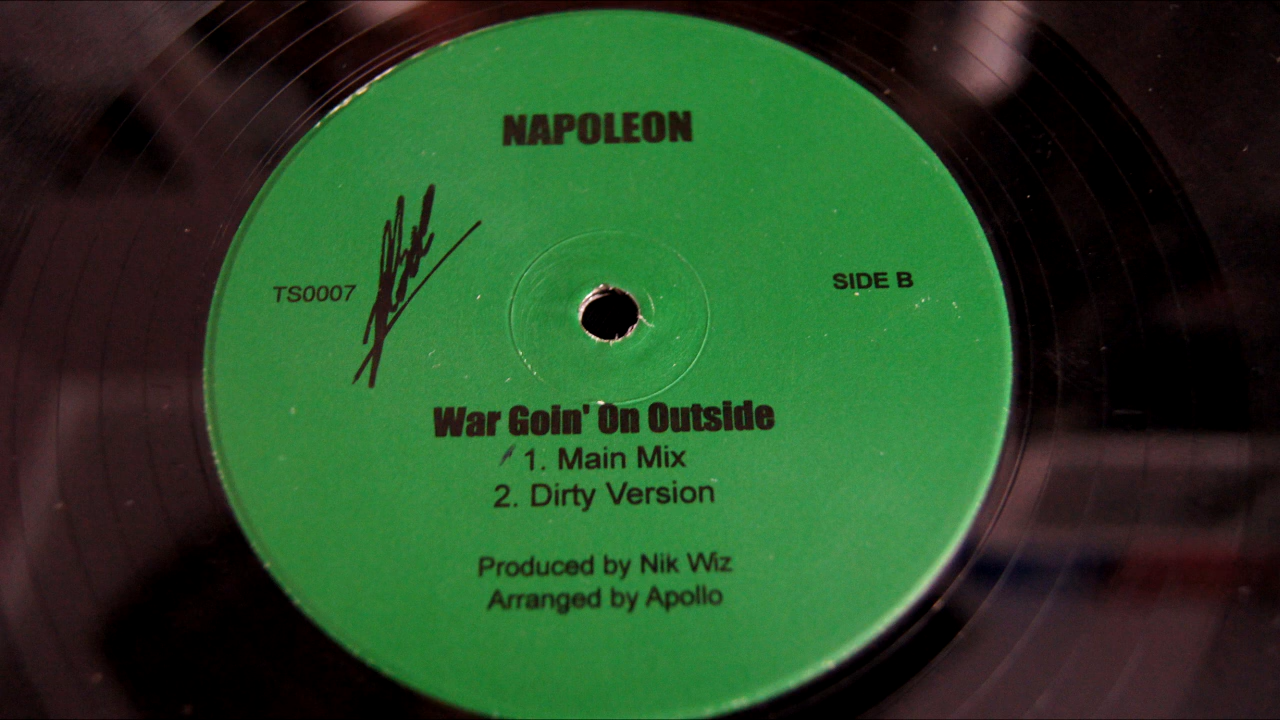 NAPOLEON
TS0007
SIDE B
War Goin' On Outside
1. Main Mix
2. Dirty Version
Produced by Nik Wiz
Arranged by Apollo